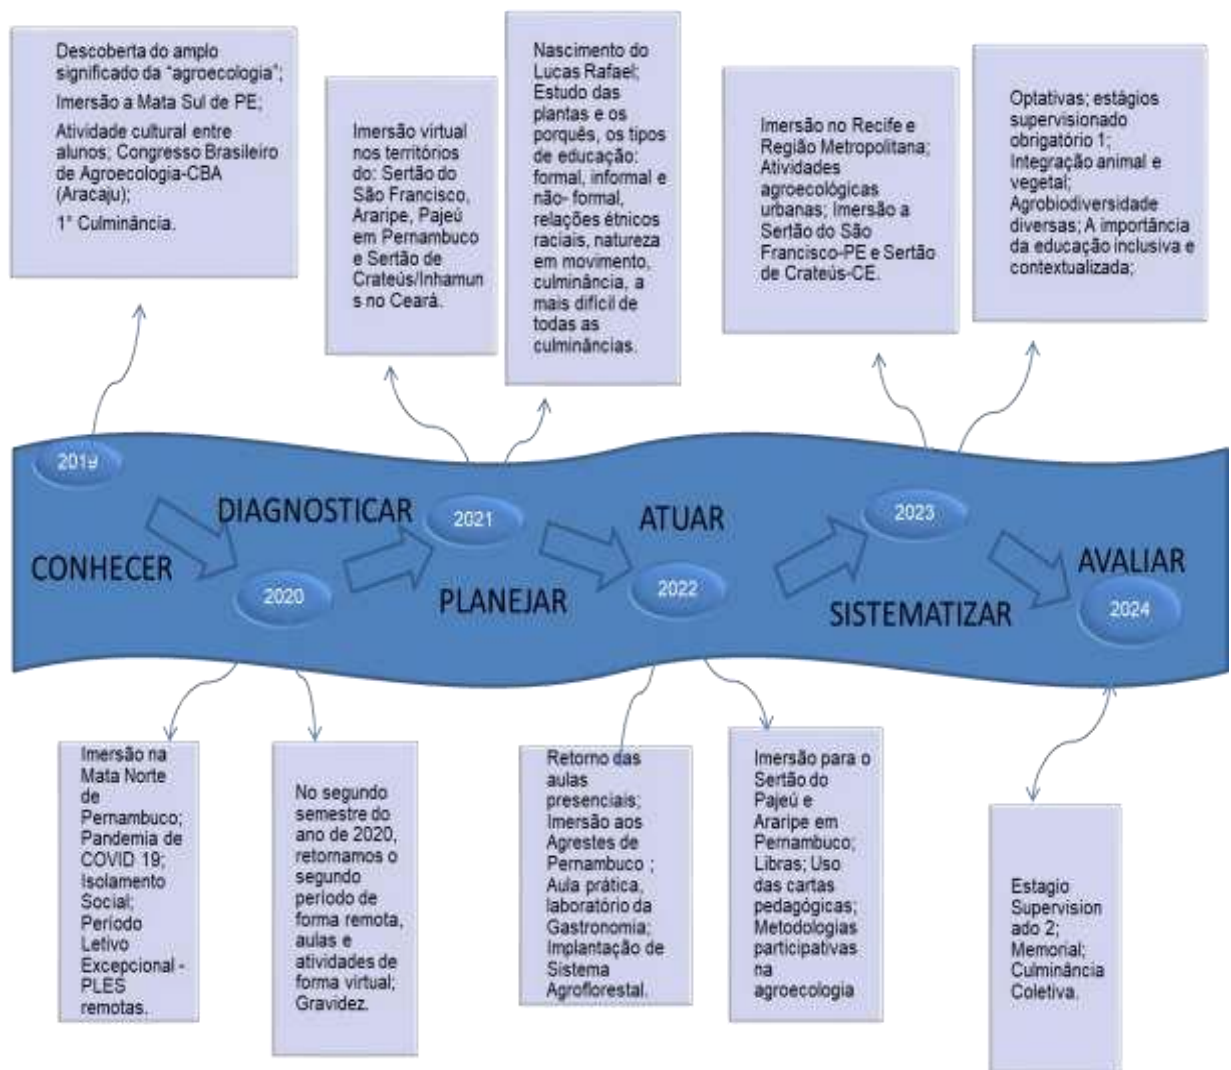 Descoberta do amplo
significado da "agroecologia";
Imersão a Mata Sul de PE;
Atividade cultural entre
alunos; Congresso Brasileiro
de Agroecologia-CBA
(Aracaju);
1° Culminância.
Imersão virtual
nos territórios
do: Sertão do
São Francisco,
Araripe, Pajeú
em Pernambuco
e Sertão de
Crateús/Inhamun
s no Ceará.
Nascimento do
Lucas Rafael;
Estudo das
plantas e os
porquês, os tipos
de educação:
formal, informal e
não- formal,
relações étnicos
raciais, natureza
em movimento,
culminância, a
mais difícil de
todas as
culminâncias.
Imersão no Recife e
Região Metropolitana;
Atividades
agroecológicas
urbanas; Imersão a
Sertão do São
Francisco-PE e Sertão
de Crateús-CE.
Optativas; estágios
supervisionado
obrigatório 1;
Integração animal e
vegetal;
Agrobiodiversidade
diversas; A importância
da educação inclusiva e
contextualizada;
2019
CONHECER
2020
DIAGNOSTICAR
2021
PLANEJAR
ATUAR
2022
2023
SISTEMATIZAR
AVALIAR
2024
Imersão na
Mata Norte
de
Pernambuco;
Pandemia de
COVID 19;
Isolamento
Social;
Período
Letivo
Excepcional -
PLES
remotas.
No segundo
semestre do
ano de 2020,
retornamos o
segundo
período de
forma remota,
aulas e
atividades de
forma virtual;
Gravidez.
Retorno das
aulas
presenciais;
Imersão aos
Agrestes de
Pernambuco ;
Aula prática,
laboratório da
Gastronomia;
Implantação de
Sistema
Agroflorestal.
Imersão para o
Sertão do
Pajeú e
Araripe em
Pernambuco;
Libras; Uso
das cartas
pedagógicas;
Metodologias
participativas
na
agroecologia
Estagio
Supervision
ado 2;
Memorial;
Culminância
Coletiva.